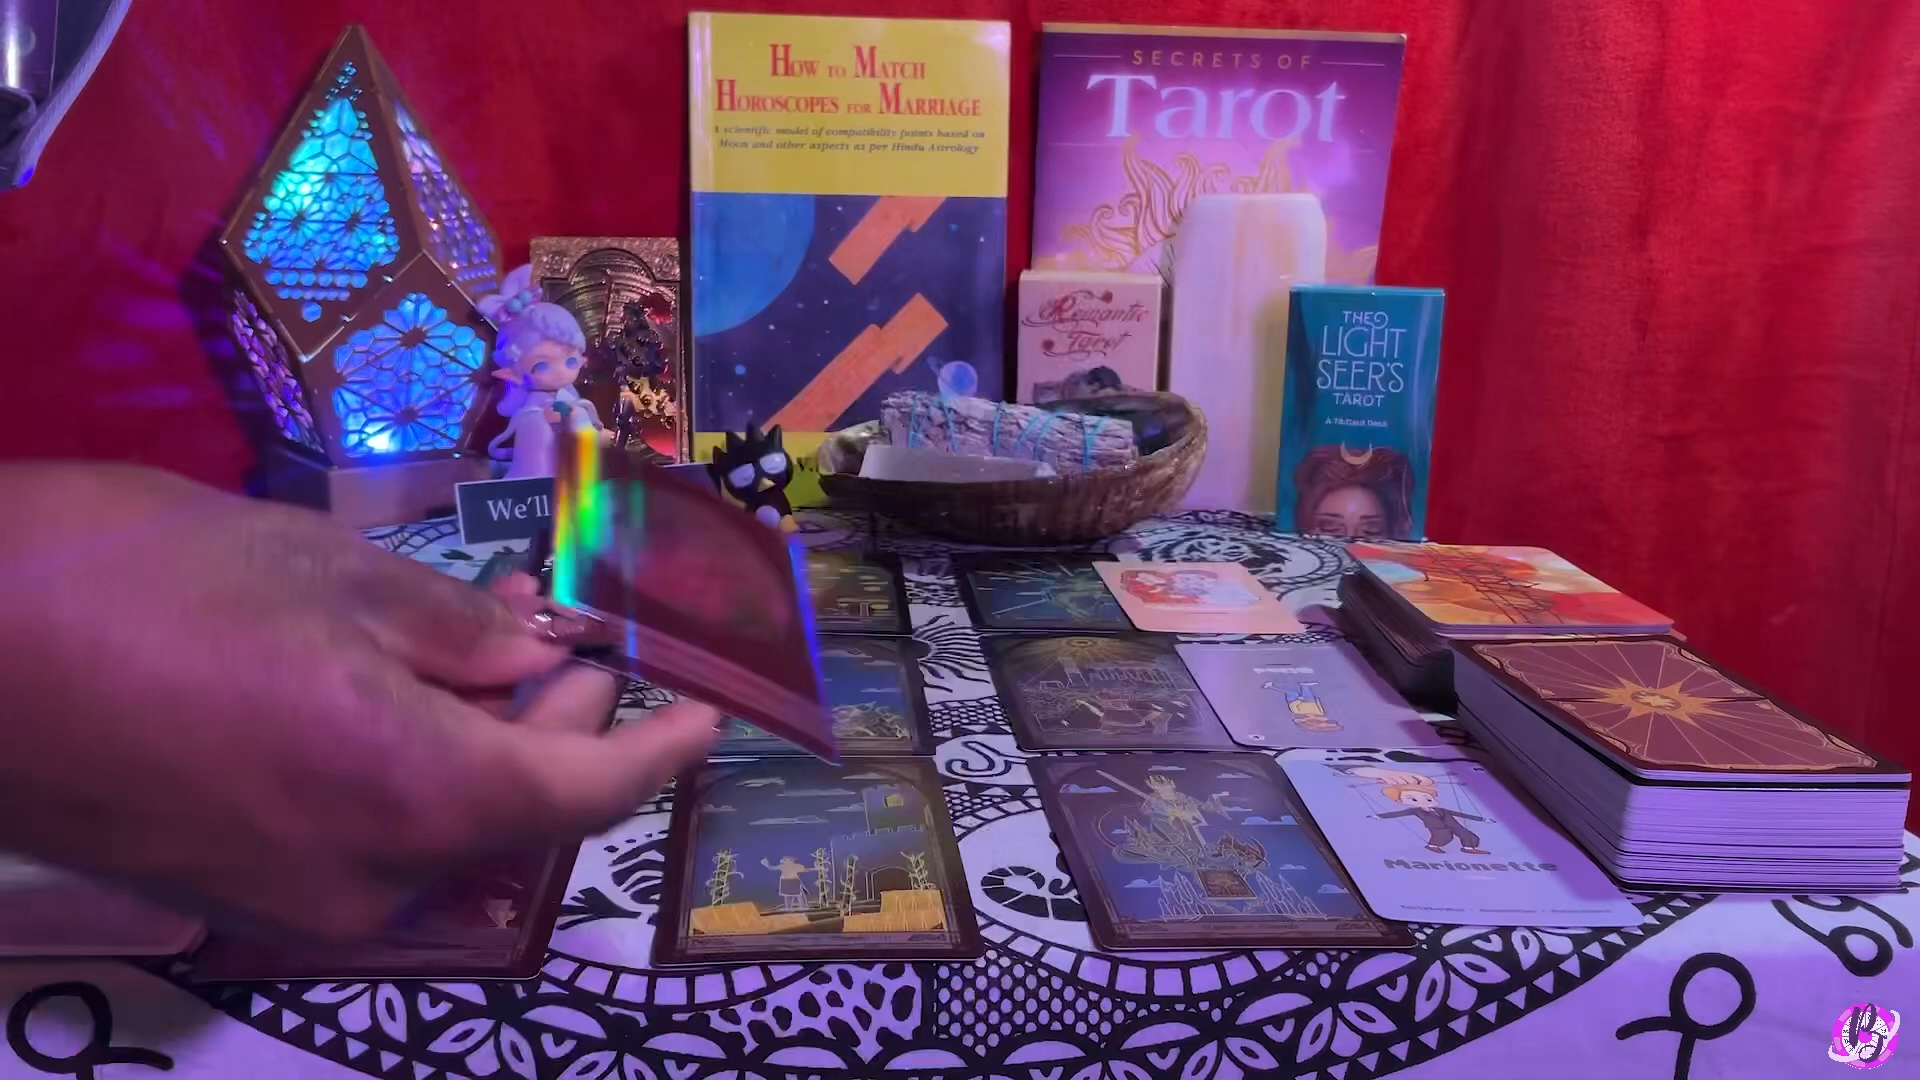 How to Match
Horoscopes for Marriage
A scientific model of compatibility points based on
Moon and other aspects as per Hindu Astrology
SECRETS OF
Tarot
Romantic
Tarot
THE
LIGHT
SEER'S
TAROT
A 78-Card Deck
We'll
Marionette